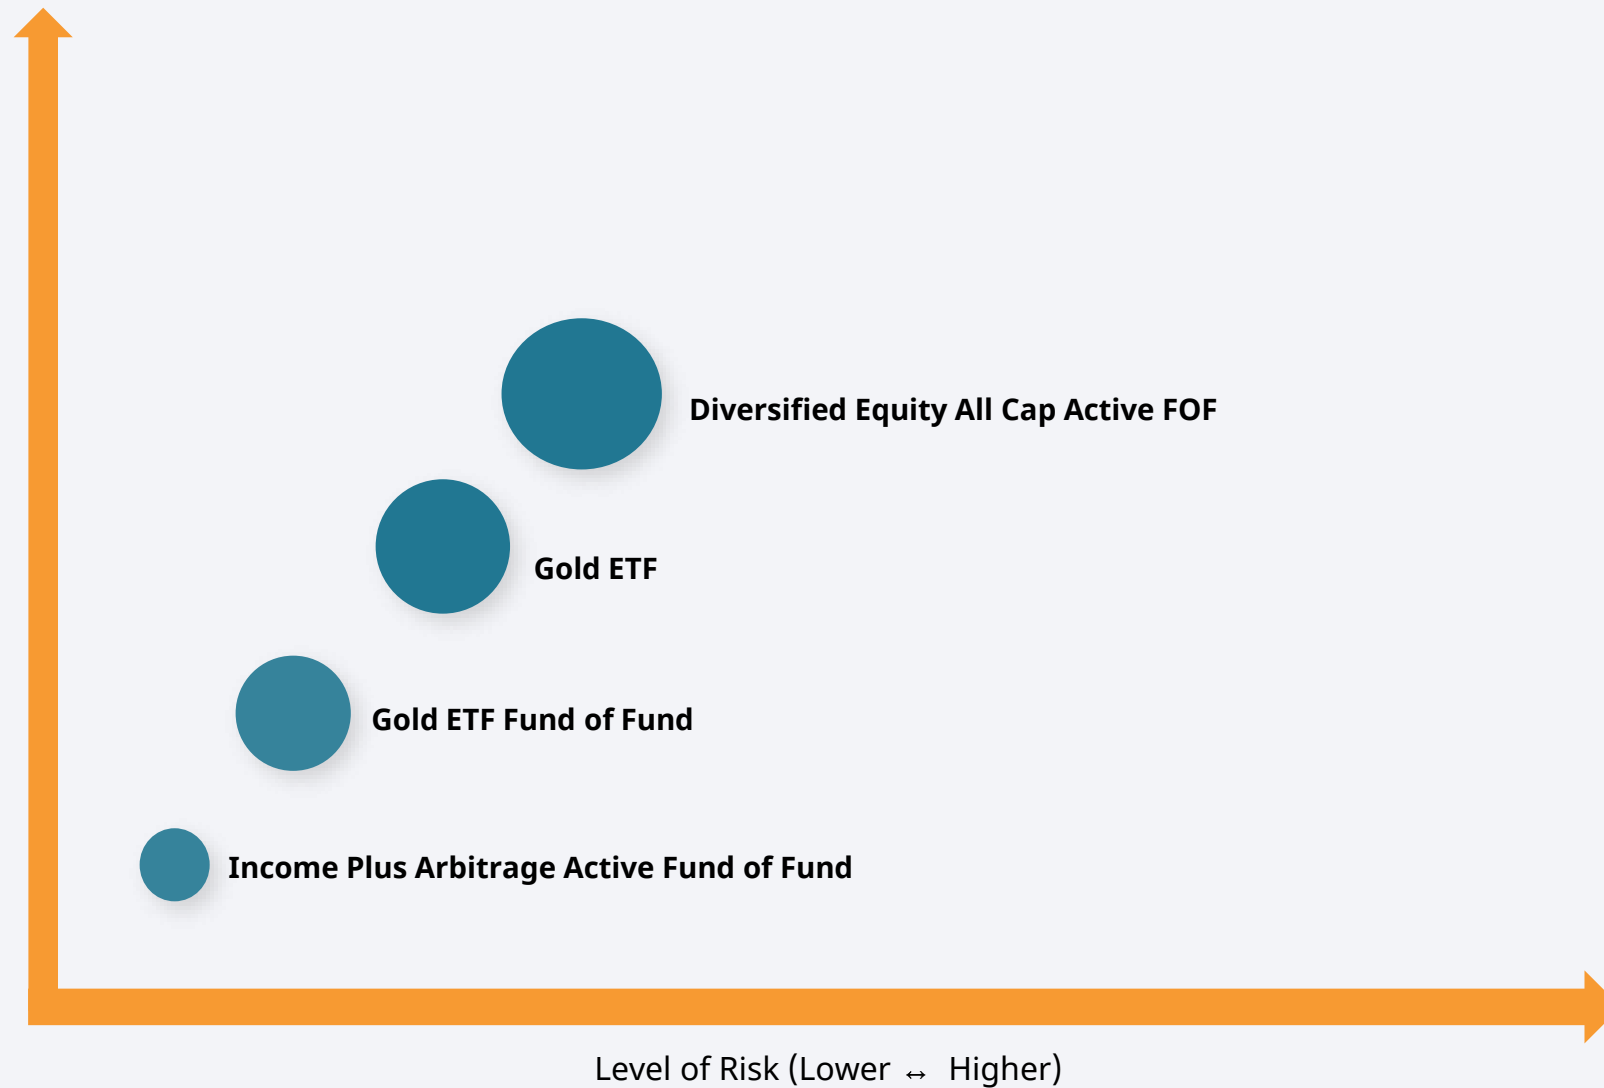 Diversified Equity All Cap Active FOF
Gold ETF
Gold ETF Fund of Fund
Income Plus Arbitrage Active Fund of Fund
Level of Risk (Lower ↔ Higher)